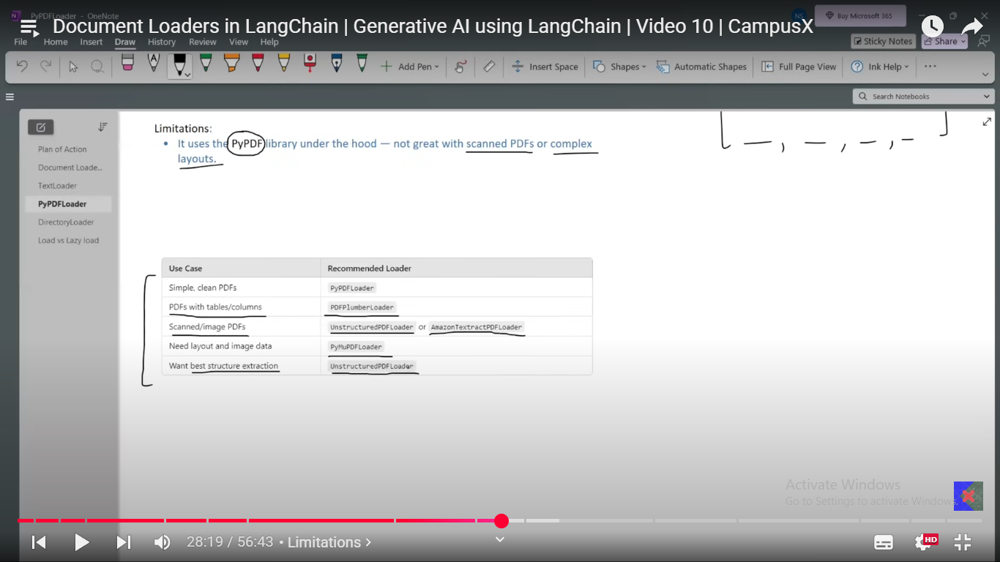 PyPDFLoader - OneNote
NS
Buy Microsoft 365
Document Loaders in LangChain | Generative AI using LangChain | Video 10 | CampusX
File Home Insert Draw History Review View Help
Sticky Notes
Share
Add Pen
Insert Space
Shapes
Automatic Shapes
Full Page View
Ink Help
Search Notebooks
Plan of Action
Document Loade...
TextLoader
PyPDFLoader
DirectoryLoader
Load vs Lazy load
Limitations:
• It uses the PyPDF library under the hood — not great with scanned PDFs or complex
layouts.
Use Case Recommended Loader
Simple, clean PDFs PyPDFLoader
PDFs with tables/columns PDFPlumberLoader
Scanned/image PDFs UnstructuredPDFLoader or AmazonTextractPDFLoader
Need layout and image data PyMuPDFLoader
Want best structure extraction UnstructuredPDFLoader
Activate Windows
Go to Settings to activate Windows.
28:19 / 56:43 • Limitations >
HD